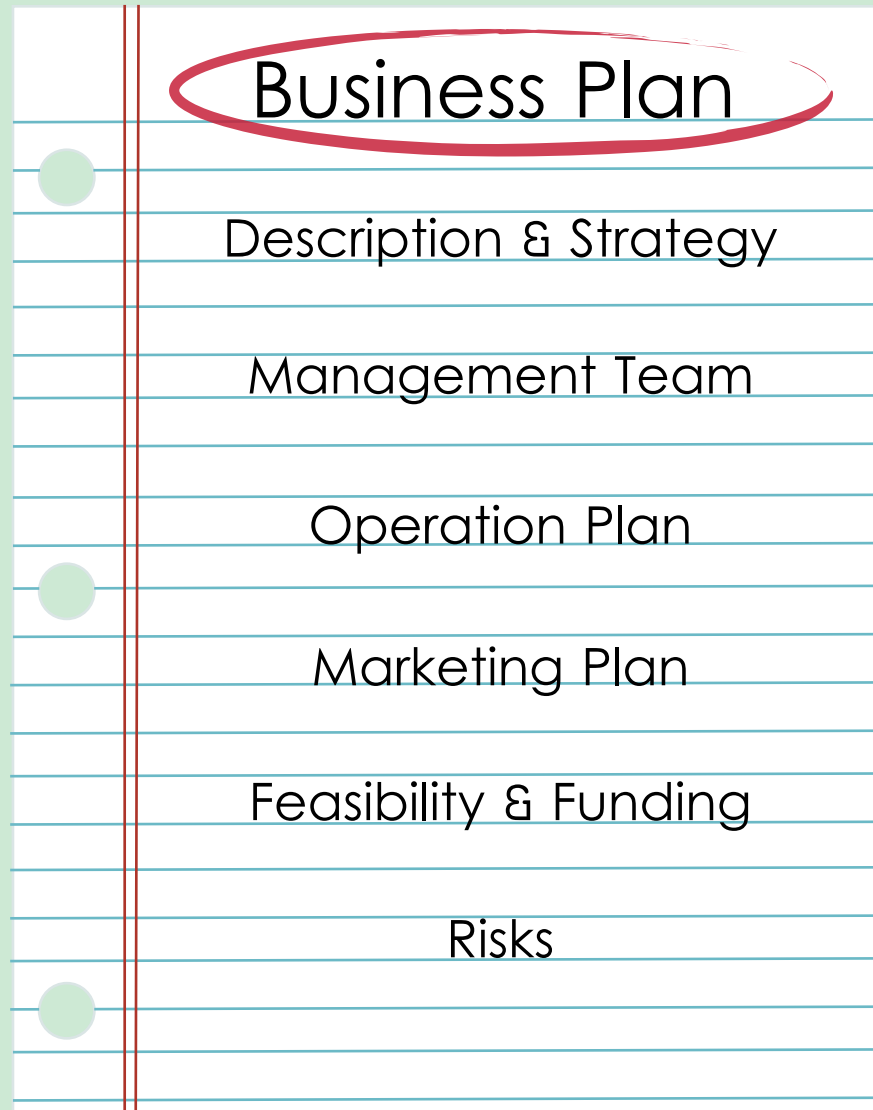 Business Plan
Description & Strategy
Management Team
Operation Plan
Marketing Plan
Feasibility & Funding
Risks